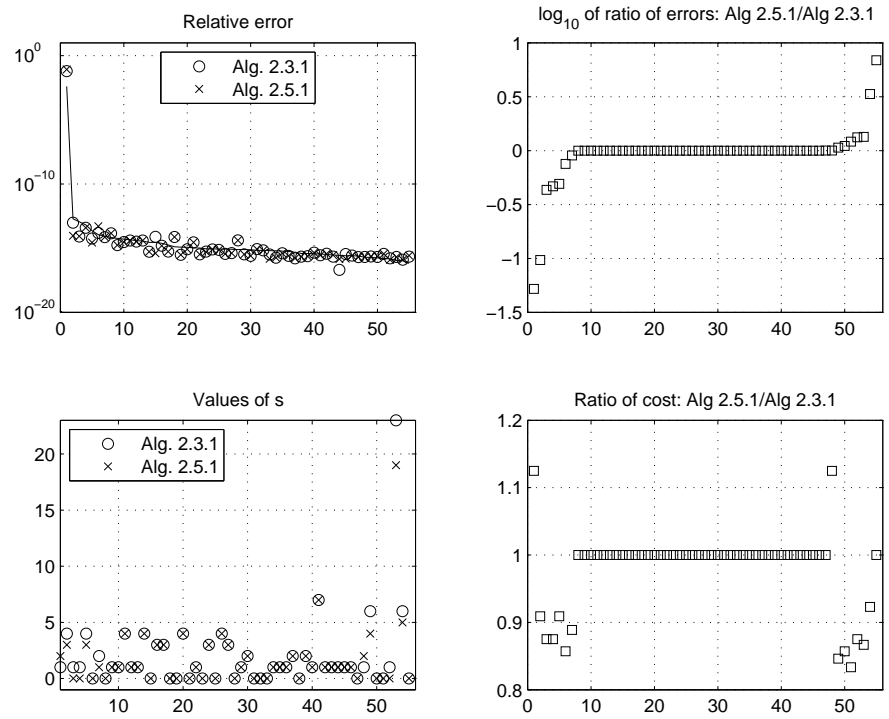 Relative error
10^0
10^-10
10^-20
Alg. 2.3.1
Alg. 2.5.1
0 10 20 30 40 50
log10 of ratio of errors: Alg 2.5.1/Alg 2.3.1
1
0.5
0
−0.5
−1
−1.5
0 10 20 30 40 50
Values of s
20
15
10
5
0
Alg. 2.3.1
Alg. 2.5.1
10 20 30 40 50
Ratio of cost: Alg 2.5.1/Alg 2.3.1
1.2
1.1
1
0.9
0.8
0 10 20 30 40 50